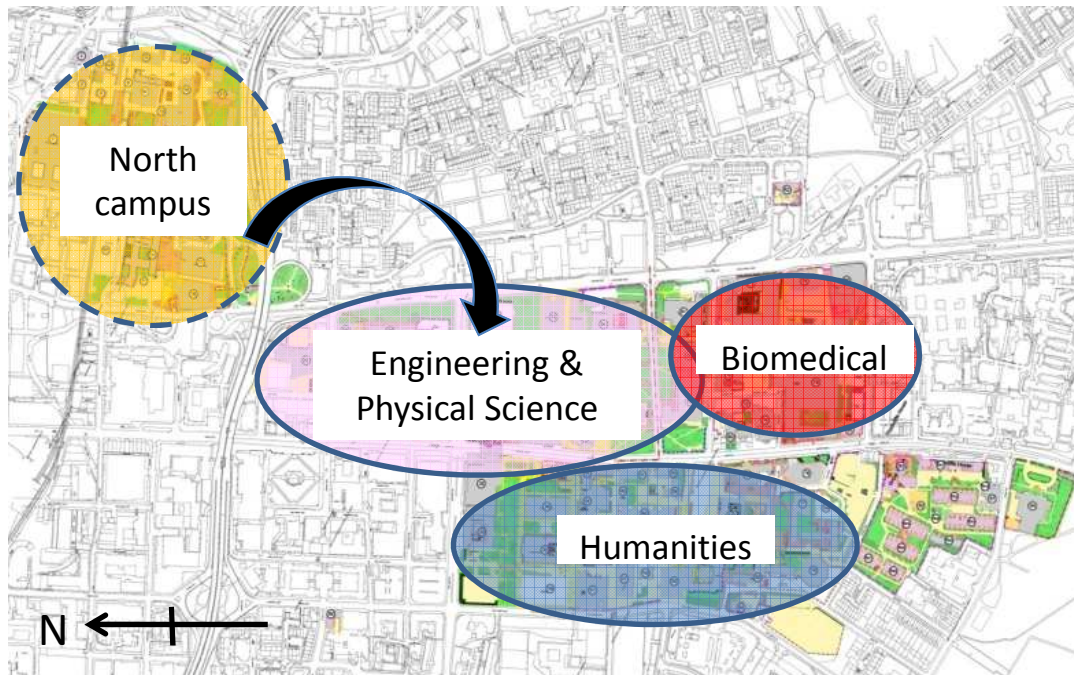 North
campus
Engineering &
Physical Science
Biomedical
Humanities
N